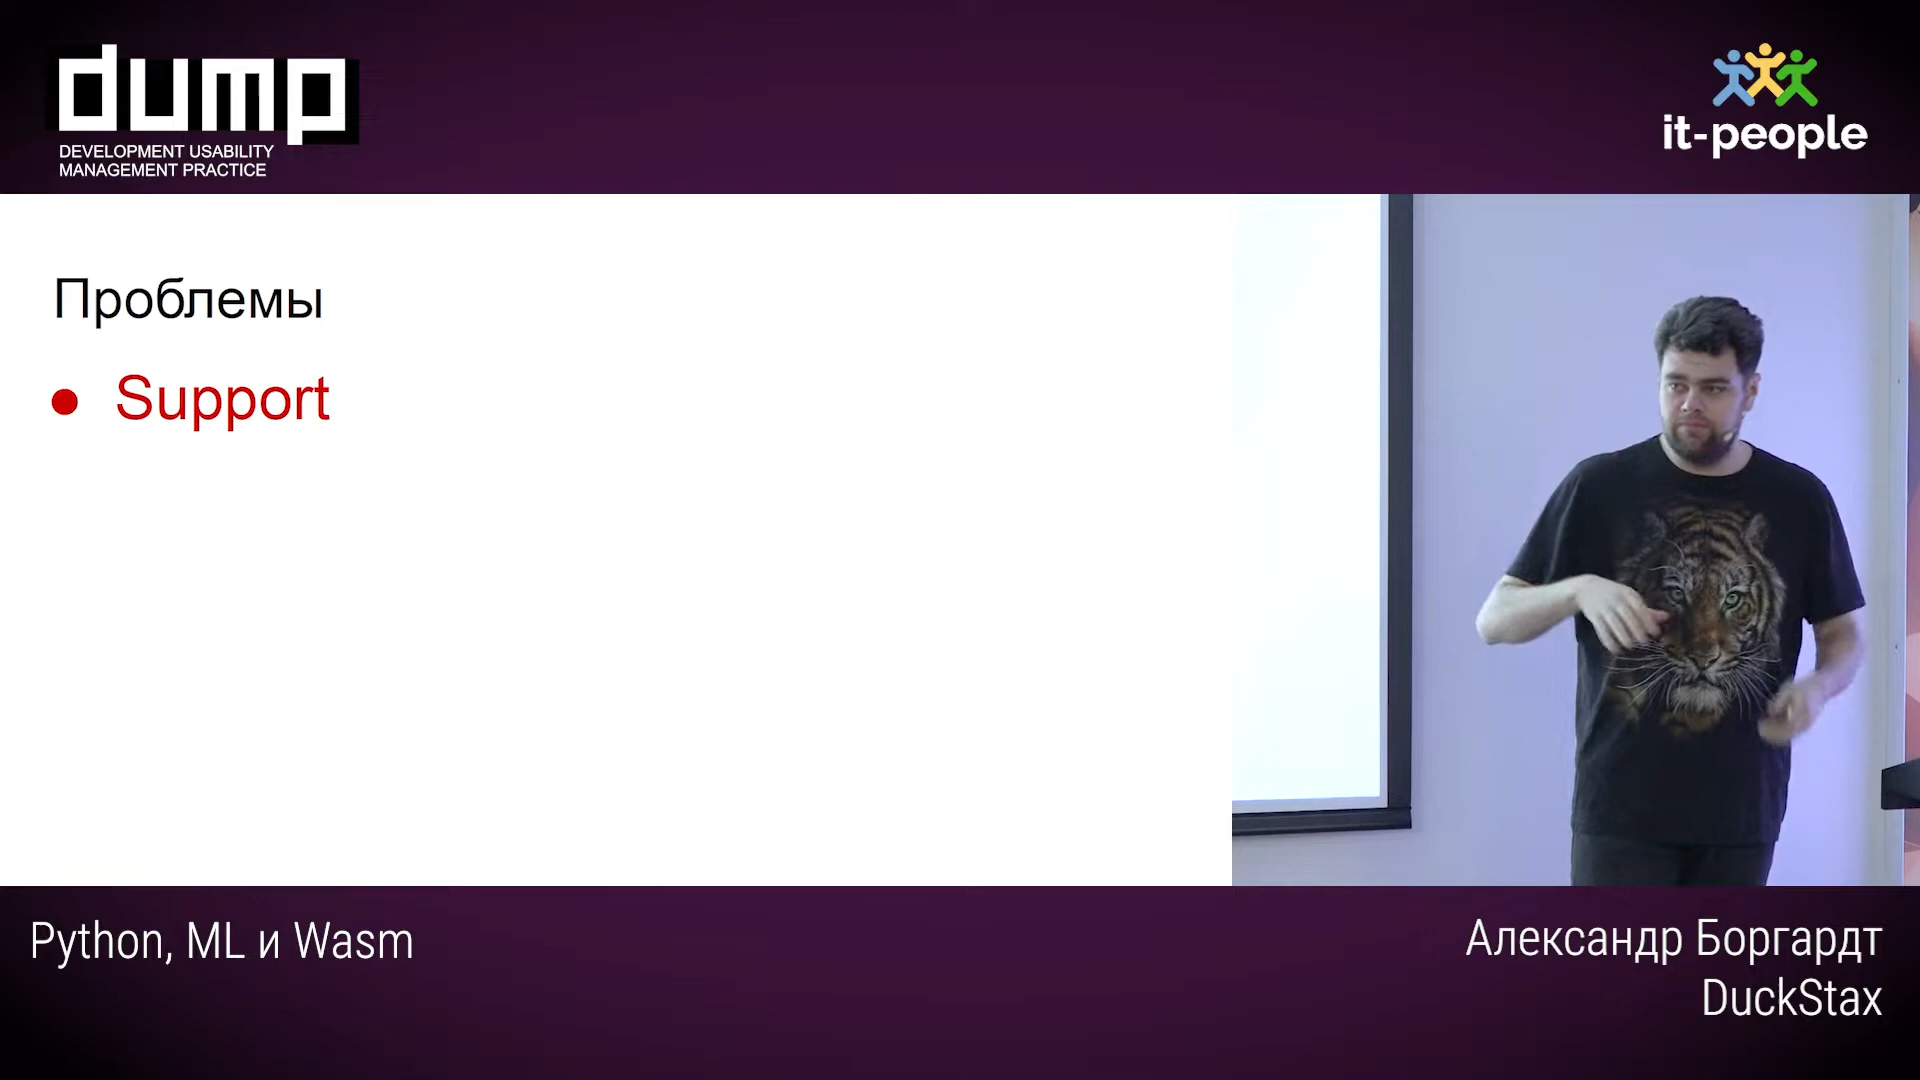 dump
DEVELOPMENT USABILITY
MANAGEMENT PRACTICE
it-people
Проблемы
● Support
Python, ML и Wasm
Александр Боргардт
DuckStax